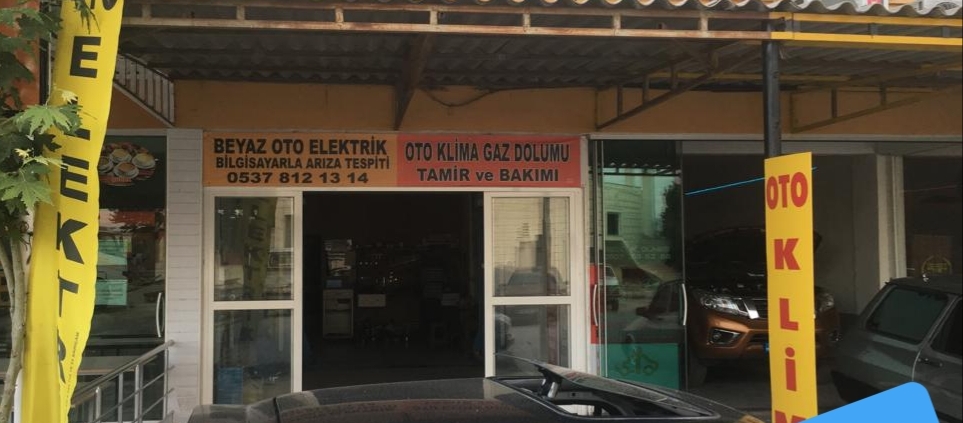 ELEKTR
BEYAZ OTO ELEKTRİK
BİLGİSAYARLA ARIZA TESPİTİ
0537 812 13 14
OTO KLİMA GAZ DOLUMU
TAMİR ve BAKIMI
OTO
KLİM